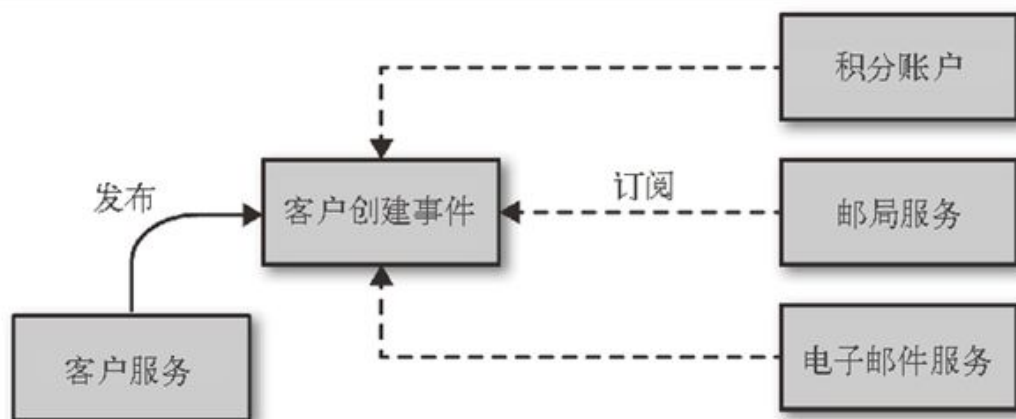 积分账户
发布
客户创建事件
订阅
邮局服务
客户服务
电子邮件服务